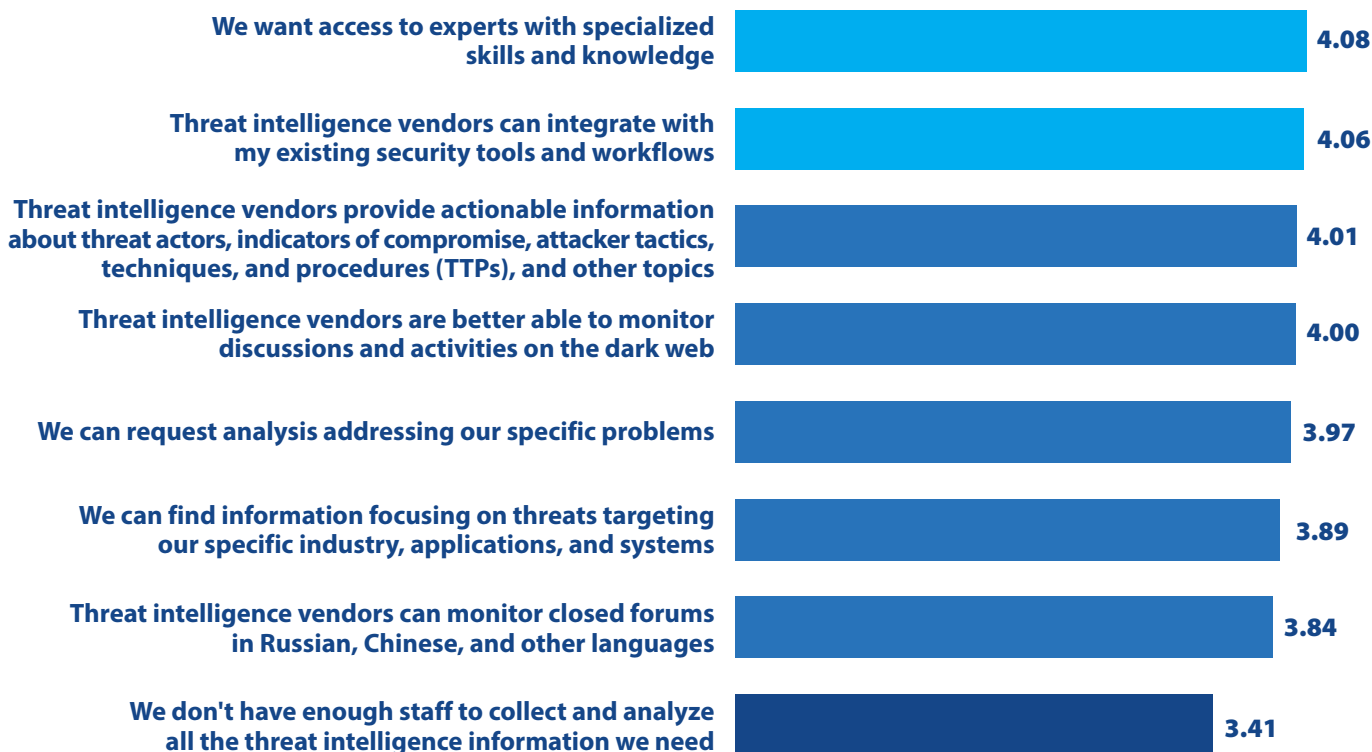 We want access to experts with specialized
skills and knowledge
4.08
Threat intelligence vendors can integrate with
my existing security tools and workflows
4.06
Threat intelligence vendors provide actionable information
about threat actors, indicators of compromise, attacker tactics,
techniques, and procedures (TTPs), and other topics
4.01
Threat intelligence vendors are better able to monitor
discussions and activities on the dark web
4.00
We can request analysis addressing our specific problems
3.97
We can find information focusing on threats targeting
our specific industry, applications, and systems
3.89
Threat intelligence vendors can monitor closed forums
in Russian, Chinese, and other languages
3.84
We don't have enough staff to collect and analyze
all the threat intelligence information we need
3.41